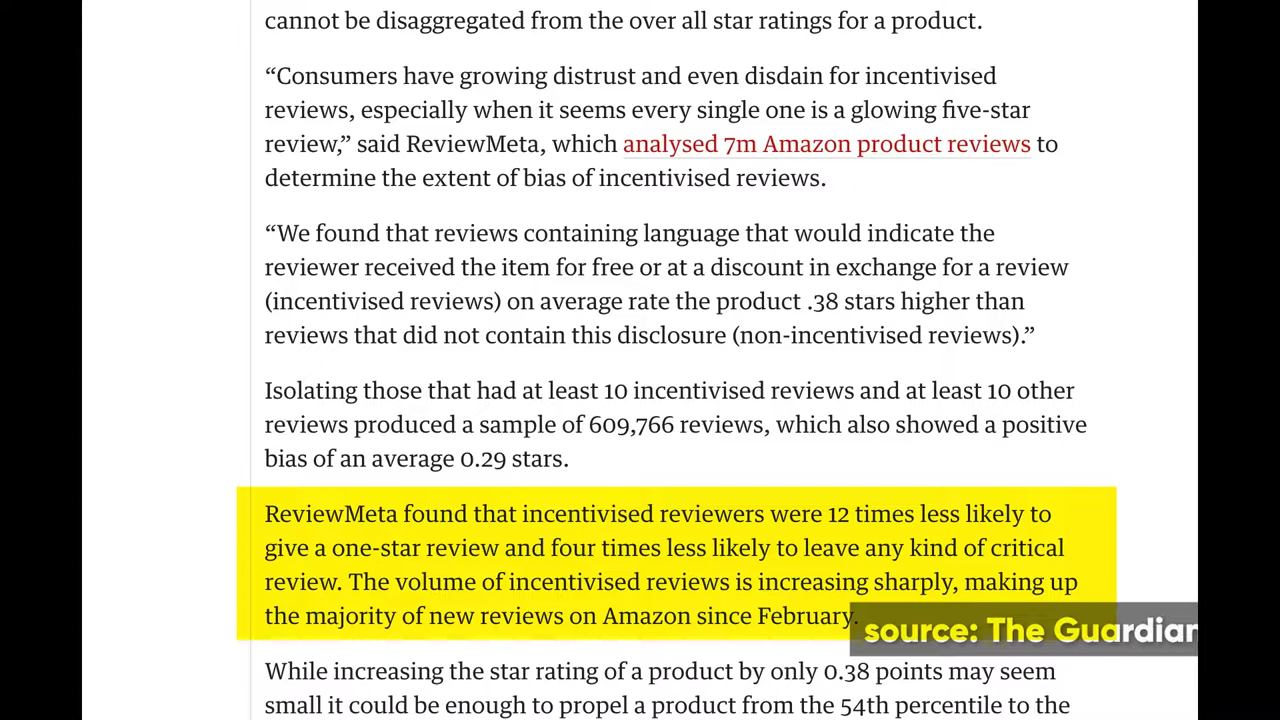 cannot be disaggregated from the over all star ratings for a product.
“Consumers have growing distrust and even disdain for incentivised
reviews, especially when it seems every single one is a glowing five-star
review,” said ReviewMeta, which analysed 7m Amazon product reviews to
determine the extent of bias of incentivised reviews.
“We found that reviews containing language that would indicate the
reviewer received the item for free or at a discount in exchange for a review
(incentivised reviews) on average rate the product .38 stars higher than
reviews that did not contain this disclosure (non-incentivised reviews).”
Isolating those that had at least 10 incentivised reviews and at least 10 other
reviews produced a sample of 609,766 reviews, which also showed a positive
bias of an average 0.29 stars.
ReviewMeta found that incentivised reviewers were 12 times less likely to
give a one-star review and four times less likely to leave any kind of critical
review. The volume of incentivised reviews is increasing sharply, making up
the majority of new reviews on Amazon since February.
source: The Guardian
While increasing the star rating of a product by only 0.38 points may seem
small it could be enough to propel a product from the 54th percentile to the